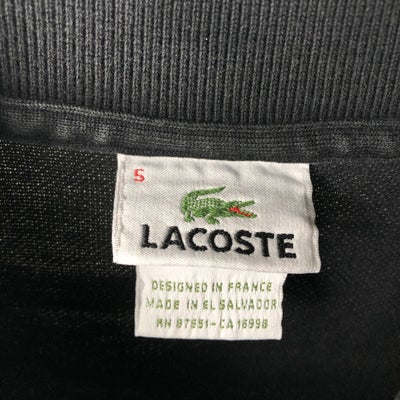 5
LACOSTE
DESIGNED IN FRANCE
MADE IN EL SALVADOR
RN 87651-CA 16998